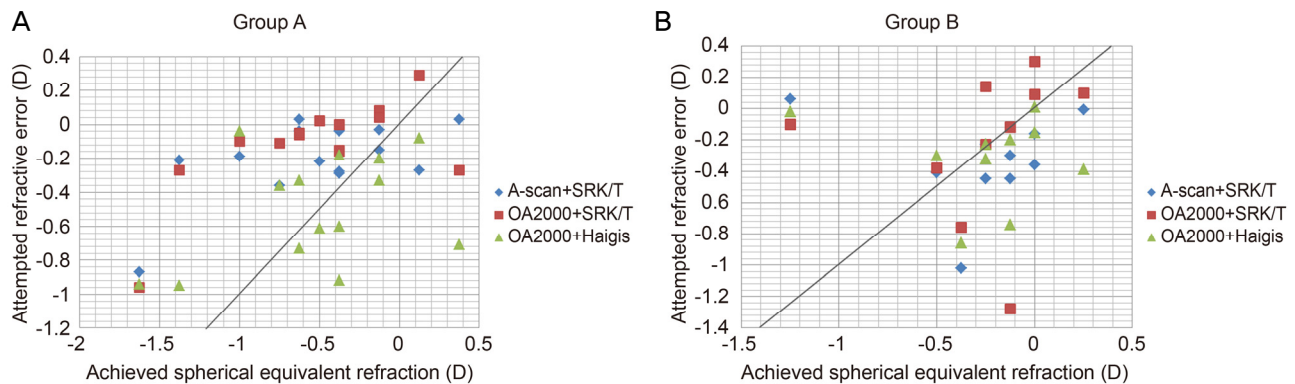 A
Group A
Attempted refractive error (D)
0.4
0.2
0
-0.2
-0.4
-0.6
-0.8
-1
-1.2
-2
-1.5
-1
-0.5
0
0.5
Achieved spherical equivalent refraction (D)
A-scan+SRK/T
OA2000+SRK/T
OA2000+Haigis
B
Group B
Attempted refractive error (D)
0.4
0.2
0
-0.2
-0.4
-0.6
-0.8
-1
-1.2
-1.4
-1.5
-1
-0.5
0
0.5
Achieved spherical equivalent refraction (D)
A-scan+SRK/T
OA2000+SRK/T
OA2000+Haigis